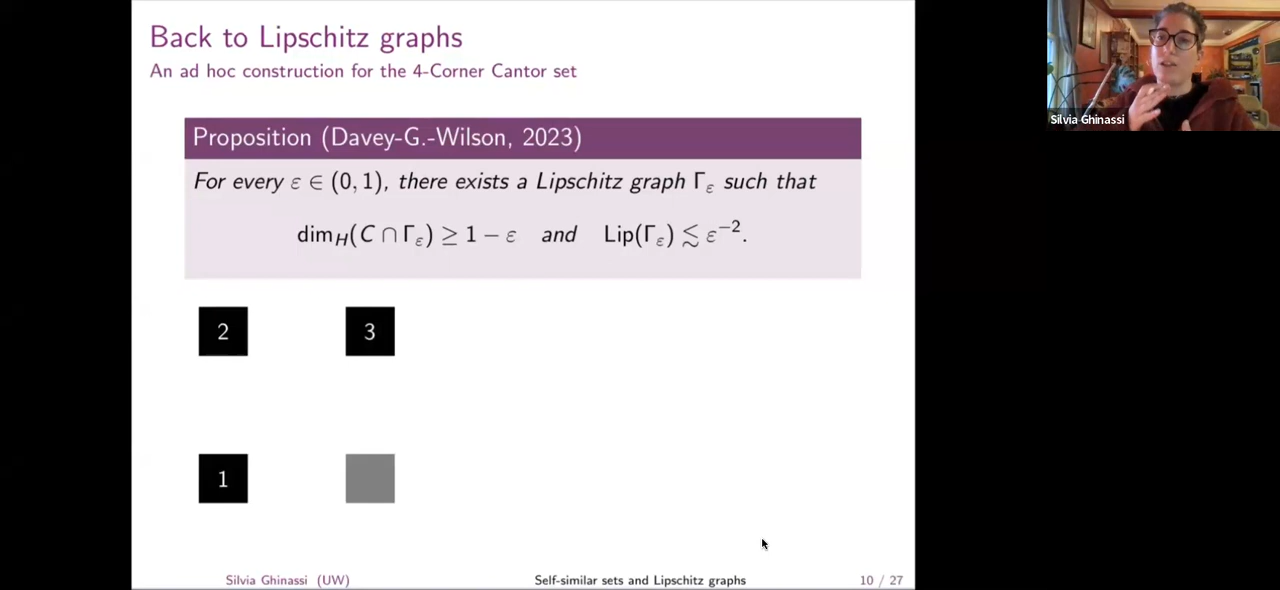 Back to Lipschitz graphs
An ad hoc construction for the 4-Corner Cantor set
Proposition (Davey-G.-Wilson, 2023)
For every ε ∈ (0, 1), there exists a Lipschitz graph Γ_ε such that
dim_H(C ∩ Γ_ε) ≥ 1 − ε and Lip(Γ_ε) ≲ ε^{−2}.
2 3
1
Silvia Ghinassi (UW) Self-similar sets and Lipschitz graphs 10 / 27
Silvia Ghinassi